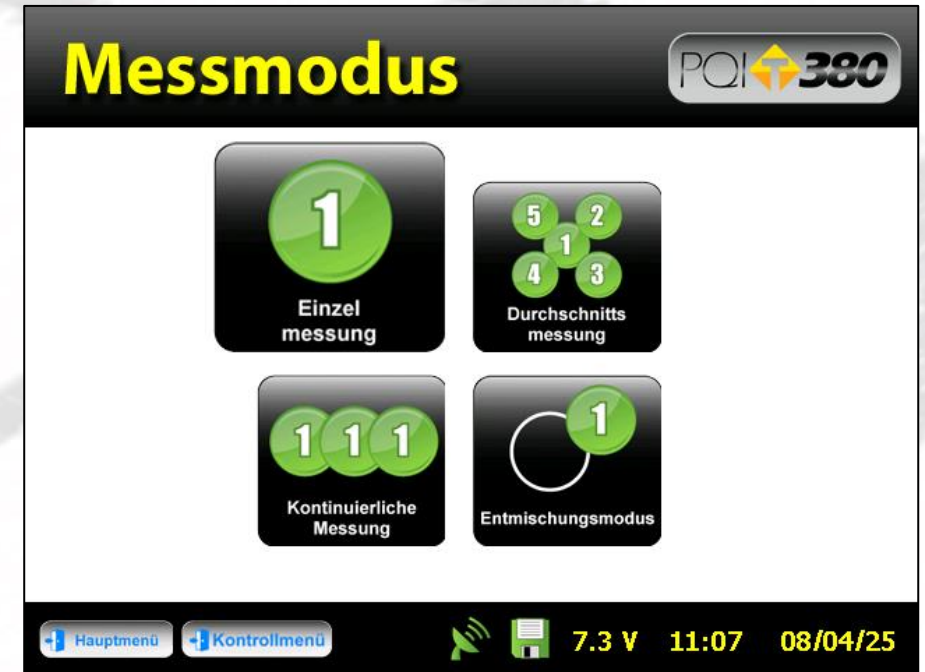 Messmodus
PQI 380
1
Einzel
messung
5 2
1
4 3
Durchschnitts
messung
1 1 1
Kontinuierliche
Messung
1
Entmischungsmodus
Hauptmenü
Kontrollmenü
7.3 V 11:07 08/04/25